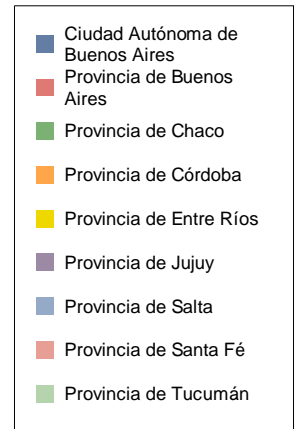 Ciudad Autónoma de
Buenos Aires
Provincia de Buenos
Aires
Provincia de Chaco
Provincia de Córdoba
Provincia de Entre Ríos
Provincia de Jujuy
Provincia de Salta
Provincia de Santa Fé
Provincia de Tucumán